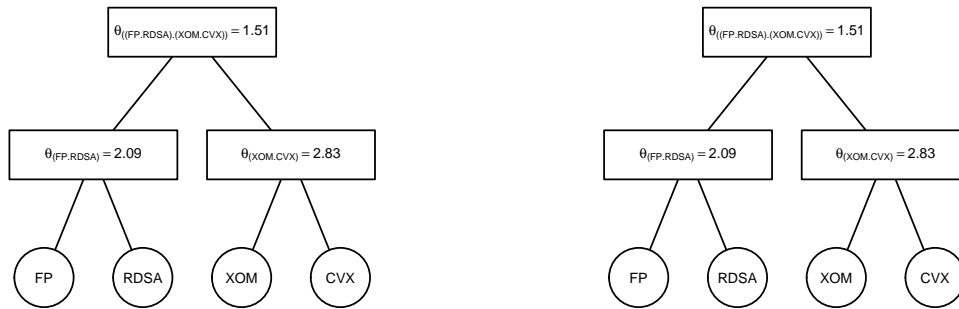 θ((FP.RDSA).(XOM.CVX)) = 1.51
θ((FP.RDSA).(XOM.CVX)) = 1.51
θ(FP.RDSA) = 2.09
θ(XOM.CVX) = 2.83
θ(FP.RDSA) = 2.09
θ(XOM.CVX) = 2.83
FP
RDSA
XOM
CVX
FP
RDSA
XOM
CVX